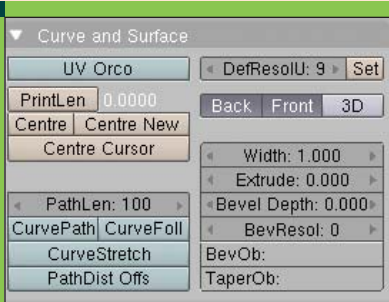 Curve and Surface
UV Orco
DefResolU: 9 Set
PrintLen 0.0000
Back Front 3D
Centre Centre New
Centre Cursor
Width: 1.000
Extrude: 0.000
PathLen: 100
Bevel Depth: 0.000
CurvePath CurveFoll
BevResol: 0
CurveStretch
BevOb:
PathDist Offs
TaperOb: